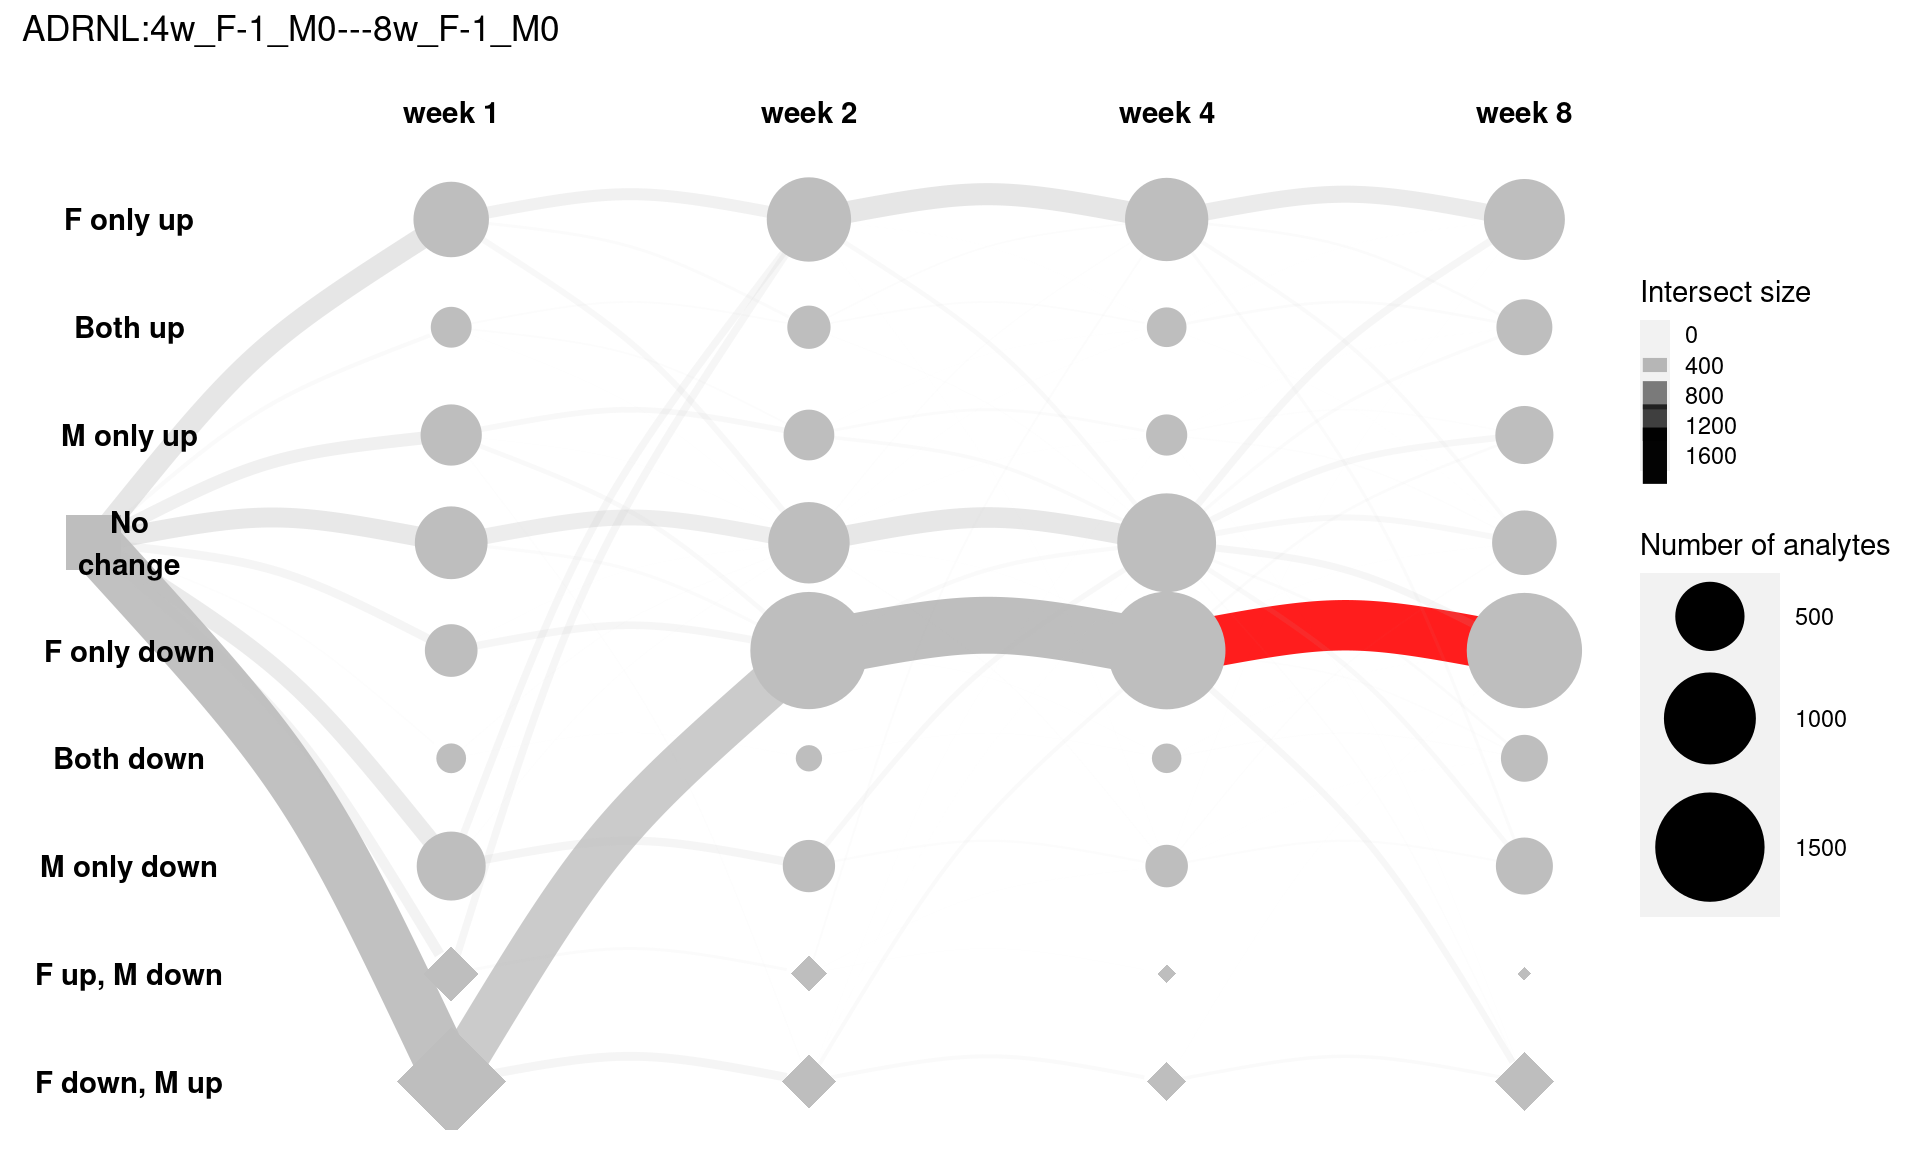 ADRNL:4w_F-1_M0---8w_F-1_M0
week 1
week 2
week 4
week 8
F only up
Both up
M only up
No
change
F only down
Both down
M only down
F up, M down
F down, M up
Intersect size
0
400
800
1200
1600
Number of analytes
500
1000
1500